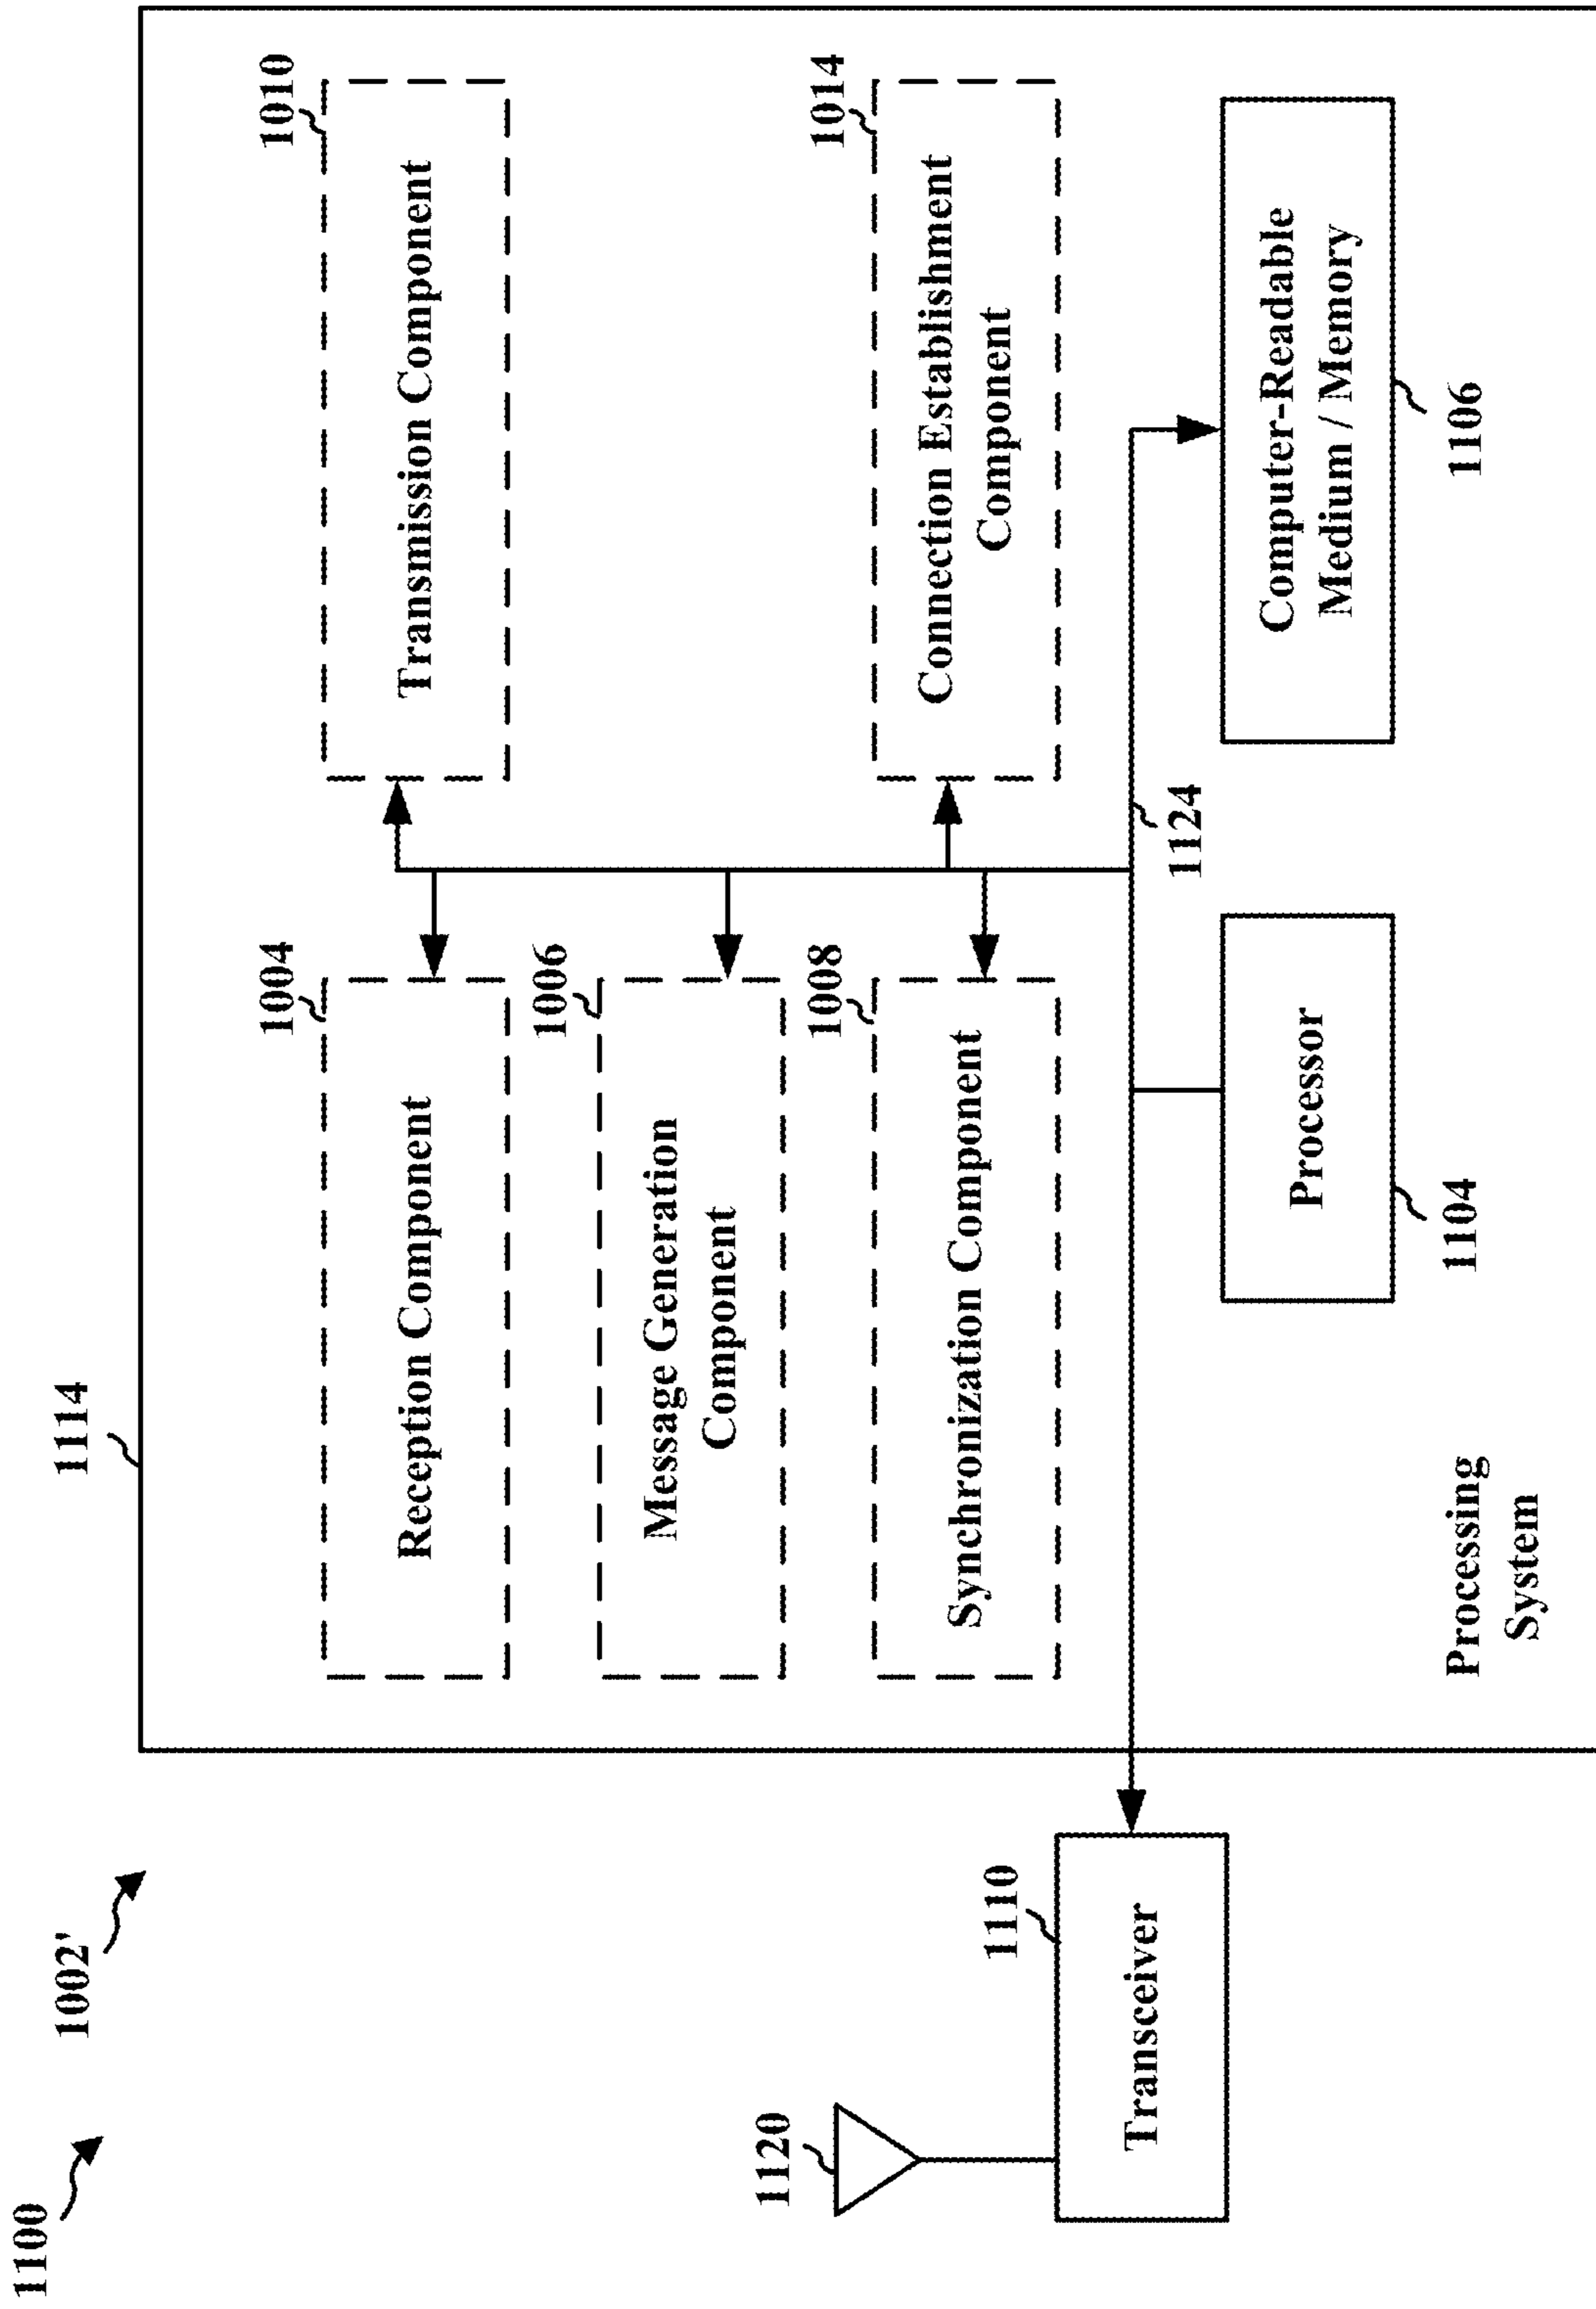 1100
1002'
1114
1004
Reception Component
1010
Transmission Component
1006
Message Generation
Component
1008
Synchronization Component
1014
Connection Establishment
Component
1120
1110
Transceiver
1124
Processor
1104
Computer-Readable
Medium / Memory
1106
Processing
System